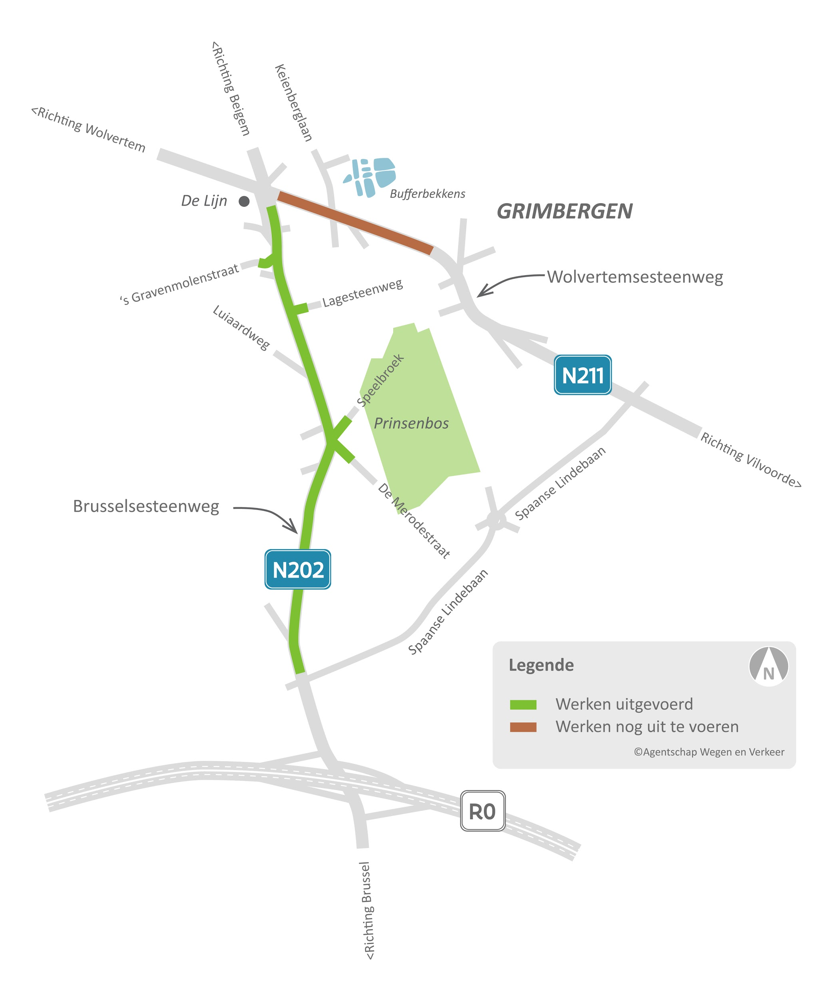 <Richting Beigem
Keienberglaan
<Richting Wolvertem
De Lijn
Bufferbekkens
GRIMBERGEN
‘s Gravenmolenstraat
Lagesteenweg
Wolvertemsesteenweg
Luiaardweg
Speelbroek
N211
Prinsenbos
Richting Vilvoorde>
Spaanse Lindebaan
De Merodestraat
Brusselsesteenweg
N202
Spaanse Lindebaan
Legende
N
Werken uitgevoerd
Werken nog uit te voeren
©Agentschap Wegen en Verkeer
R0
<Richting Brussel